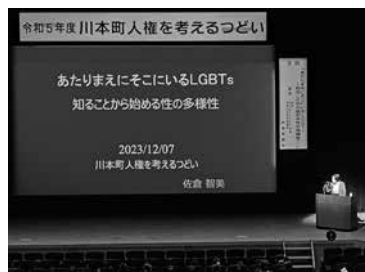 令和5年度 川本町人権を考えるつどい
あたりまえにそこにいるLGBTs
知ることから始める性の多様性
2023/12/07
川本町人権を考えるつどい
佐倉 智美